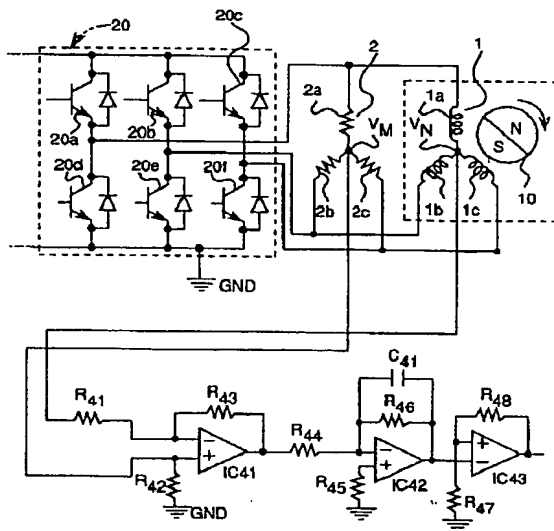 20
20c
2
1
2a
1a
VM
VN
N
S
20a
20b
20d
20e
20f
2b
2c
1b
1c
10
GND
C41
R41
R43
R46
R48
R44
IC41
IC42
IC43
R42
R45
R47
GND